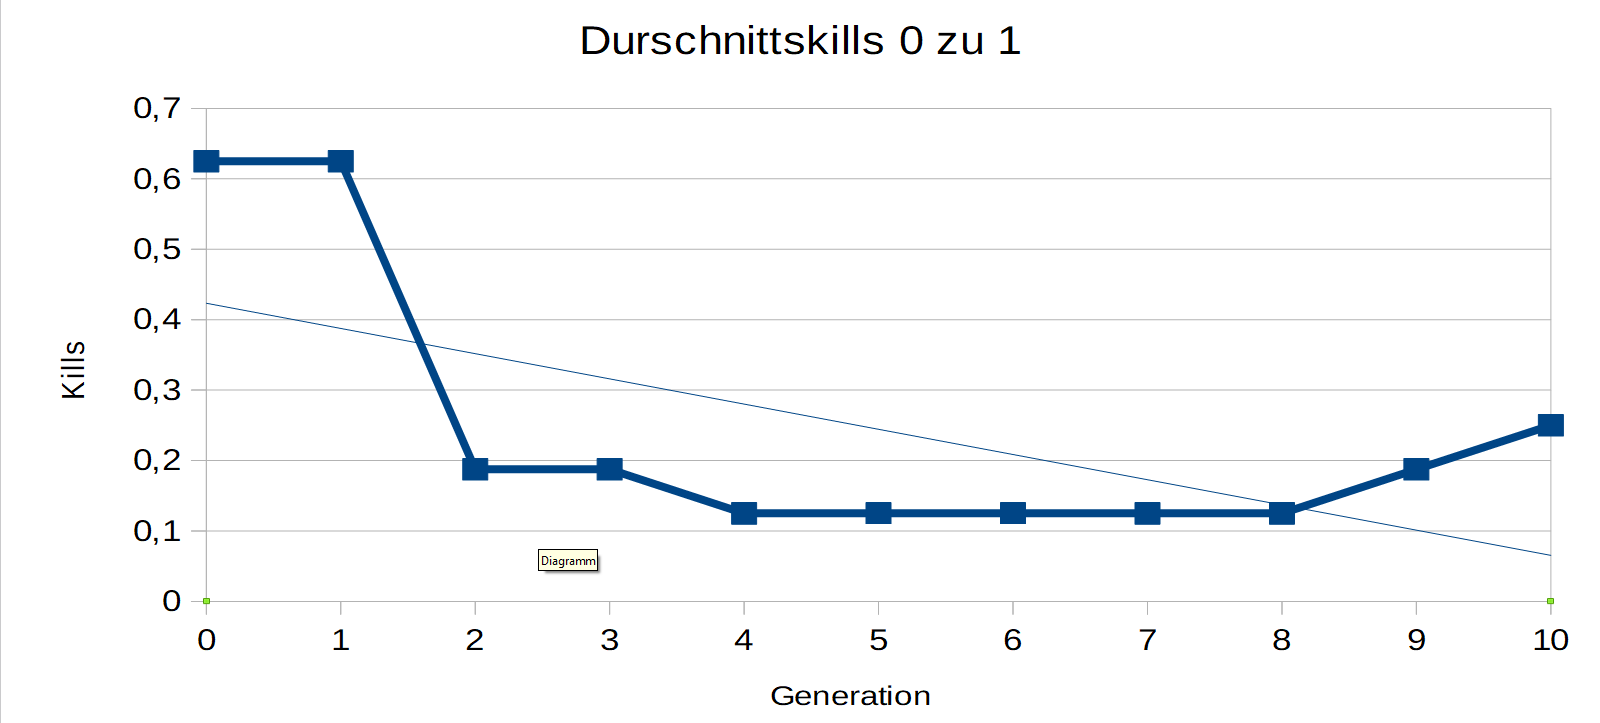 Durschnittskills 0 zu 1
0,7
0,6
0,5
0,4
0,3
0,2
0,1
0
Kills
Diagramm
0 1 2 3 4 5 6 7 8 9 10
Generation